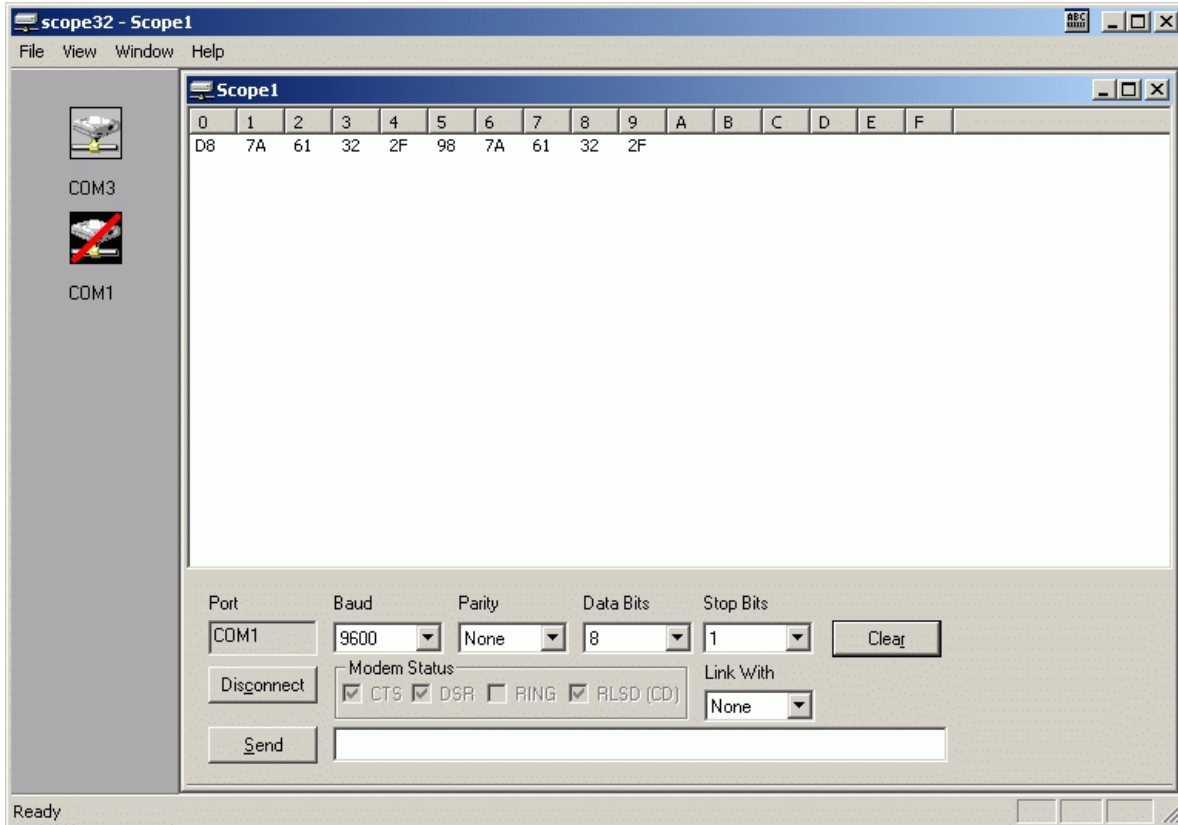 scope32 - Scope1
ABC
File View Window Help
COM3
COM1
Scope1
0 1 2 3 4 5 6 7 8 9 A B C D E F
D8 7A 61 32 2F 98 7A 61 32 2F
Port Baud Parity Data Bits Stop Bits
COM1 9600 None 8 1 Clear
Disconnect Modem Status Link With
CTS DSR RING RLSD (CD) None
Send
Ready